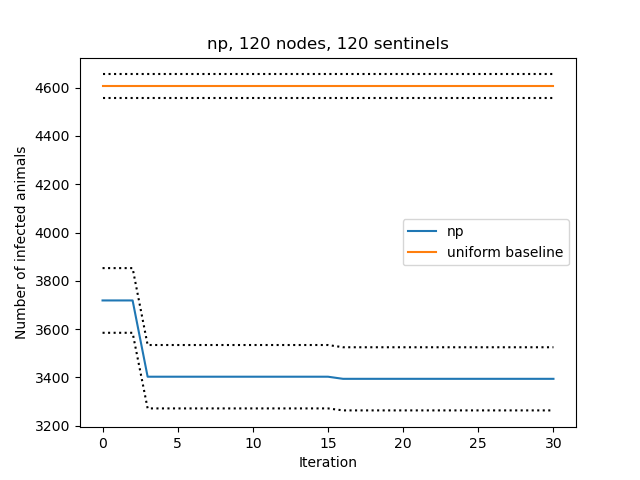 np, 120 nodes, 120 sentinels
4600
4400
4200
4000
3800
3600
3400
3200
Number of infected animals
np
uniform baseline
0 5 10 15 20 25 30
Iteration